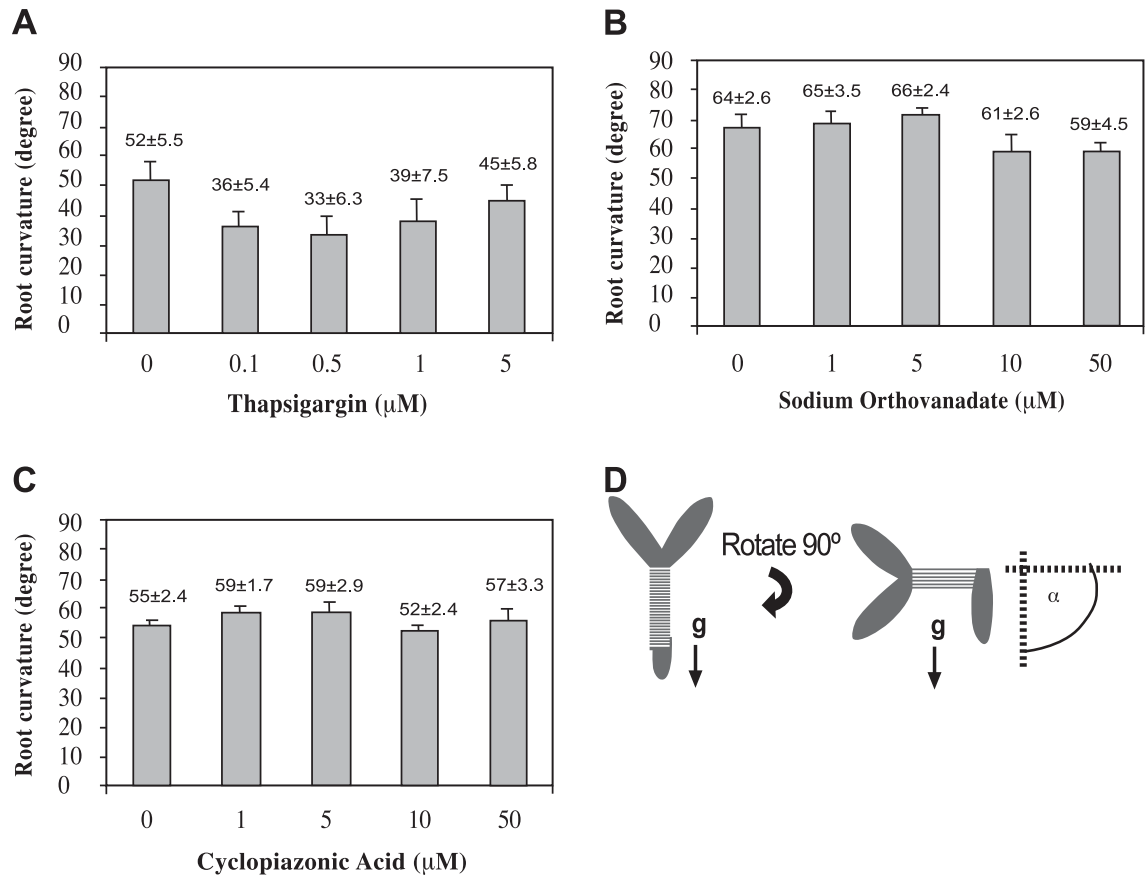 A
90
80
70
60
50
40
30
20
10
0
Root curvature (degree)
52±5.5
36±5.4
33±6.3
39±7.5
45±5.8
0 0.1 0.5 1 5
Thapsigargin (μM)
B
90
80
70
60
50
40
30
20
10
0
Root curvature (degree)
64±2.6
65±3.5
66±2.4
61±2.6
59±4.5
0 1 5 10 50
Sodium Orthovanadate (μM)
C
90
80
70
60
50
40
30
20
10
0
Root curvature (degree)
55±2.4
59±1.7
59±2.9
52±2.4
57±3.3
0 1 5 10 50
Cyclopiazonic Acid (μM)
D
Rotate 90º
g
g
α